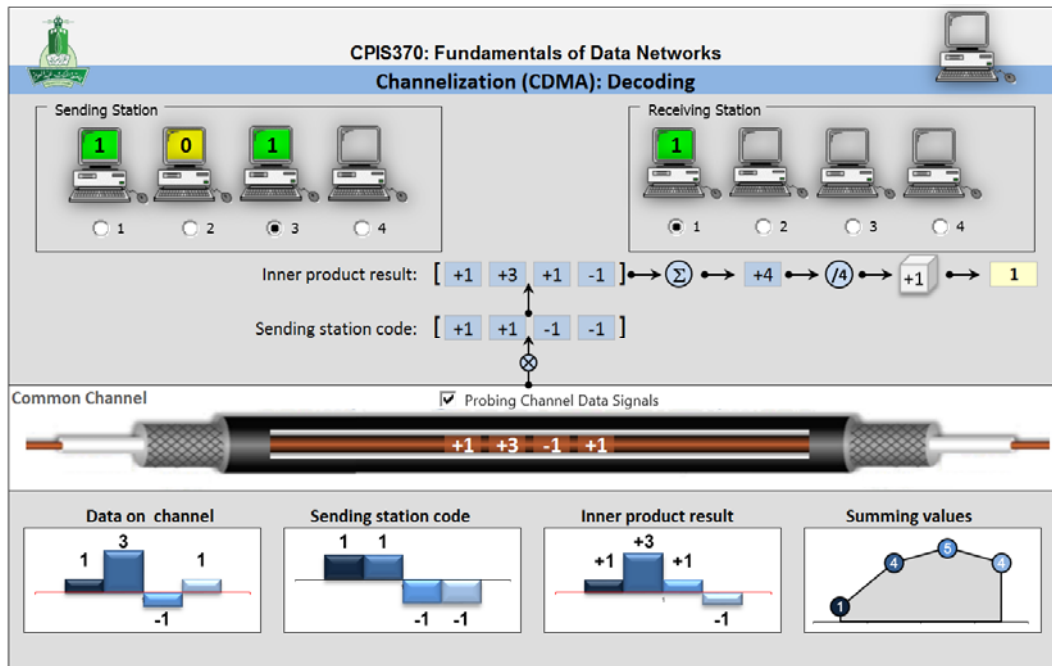 CPIS370: Fundamentals of Data Networks
Channelization (CDMA): Decoding
Sending Station
Receiving Station
1 0 1
1
1 2 3 4
1 2 3 4
Inner product result: [ +1 +3 +1 -1 ] Σ +4 /4 +1 1
Sending station code: [ +1 +1 -1 -1 ]
⊗
Common Channel
Probing Channel Data Signals
+1 +3 -1 +1
Data on channel
1 3 -1 1
Sending station code
1 1 -1 -1
Inner product result
+1 +3 +1 -1
Summing values
1 4 5 4